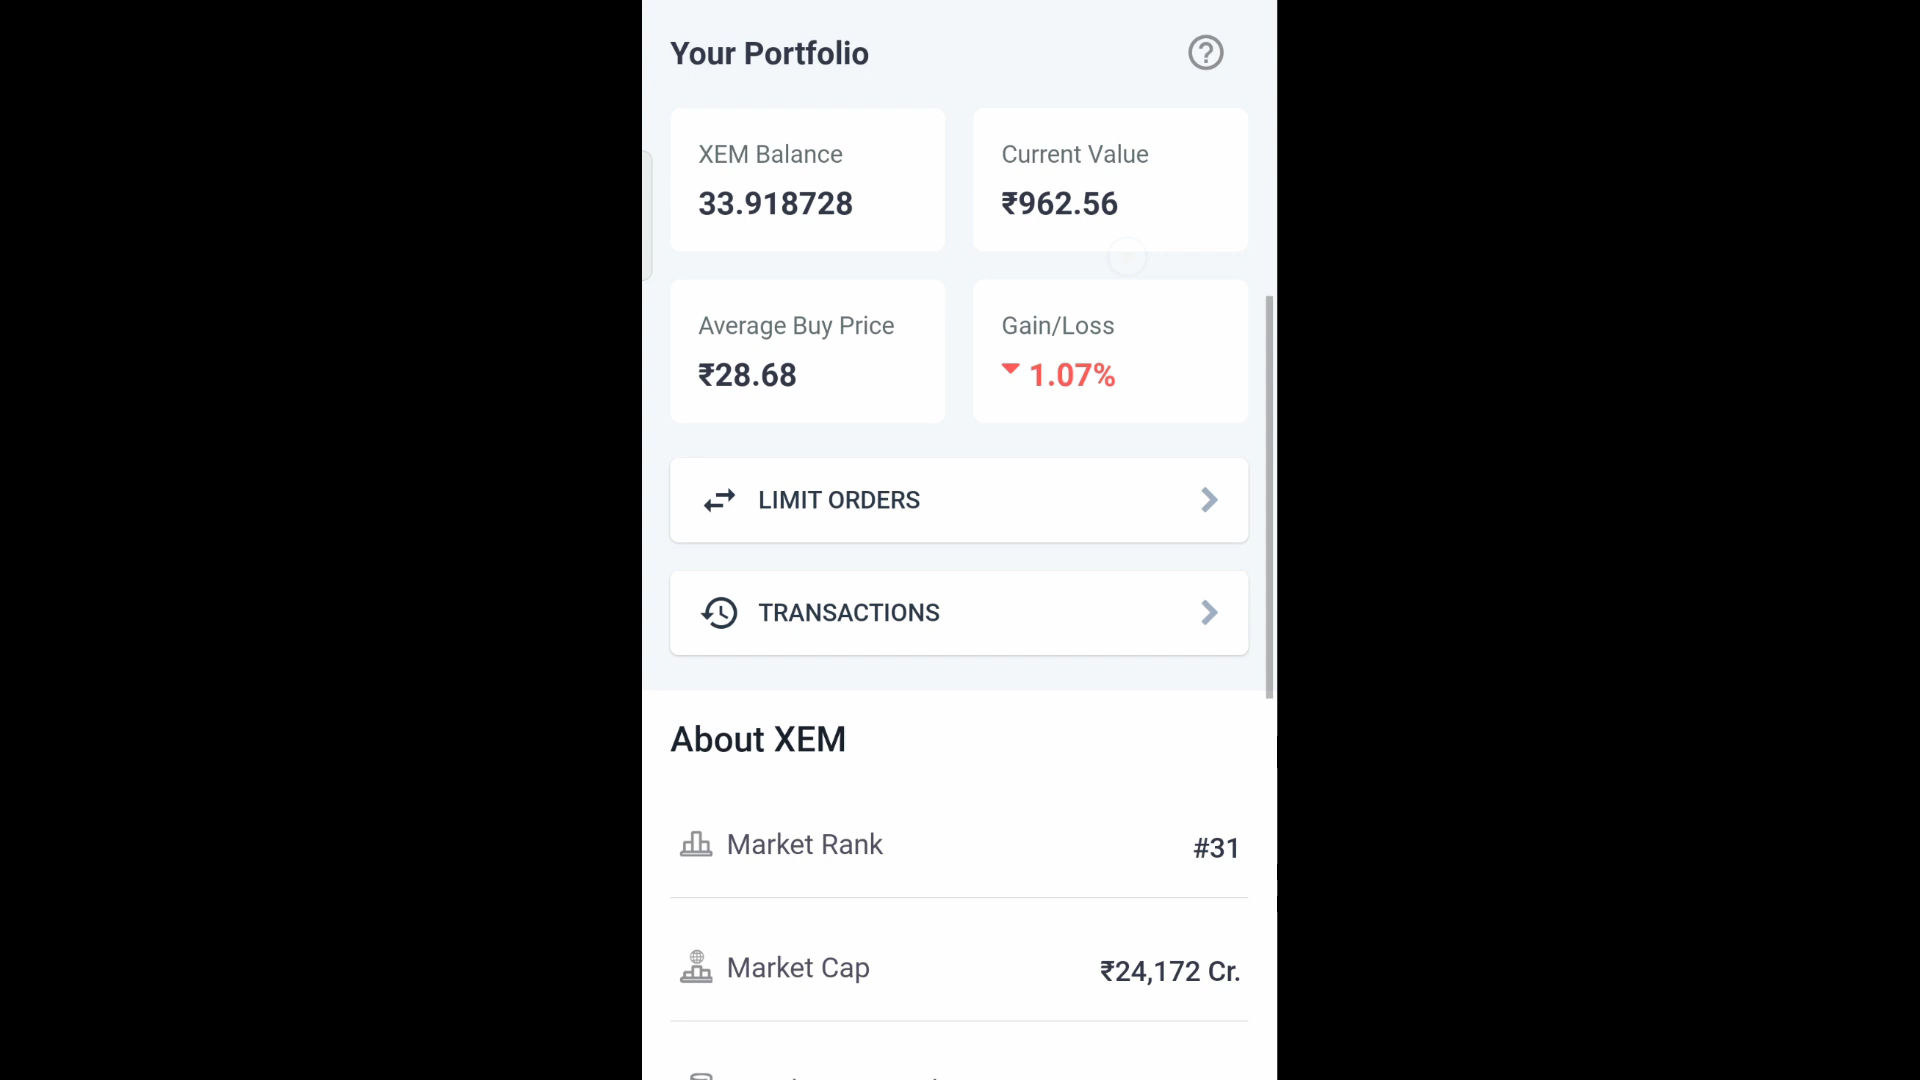 Your Portfolio
XEM Balance
33.918728
Current Value
₹962.56
Average Buy Price
₹28.68
Gain/Loss
1.07%
LIMIT ORDERS
TRANSACTIONS
About XEM
Market Rank
#31
Market Cap
₹24,172 Cr.